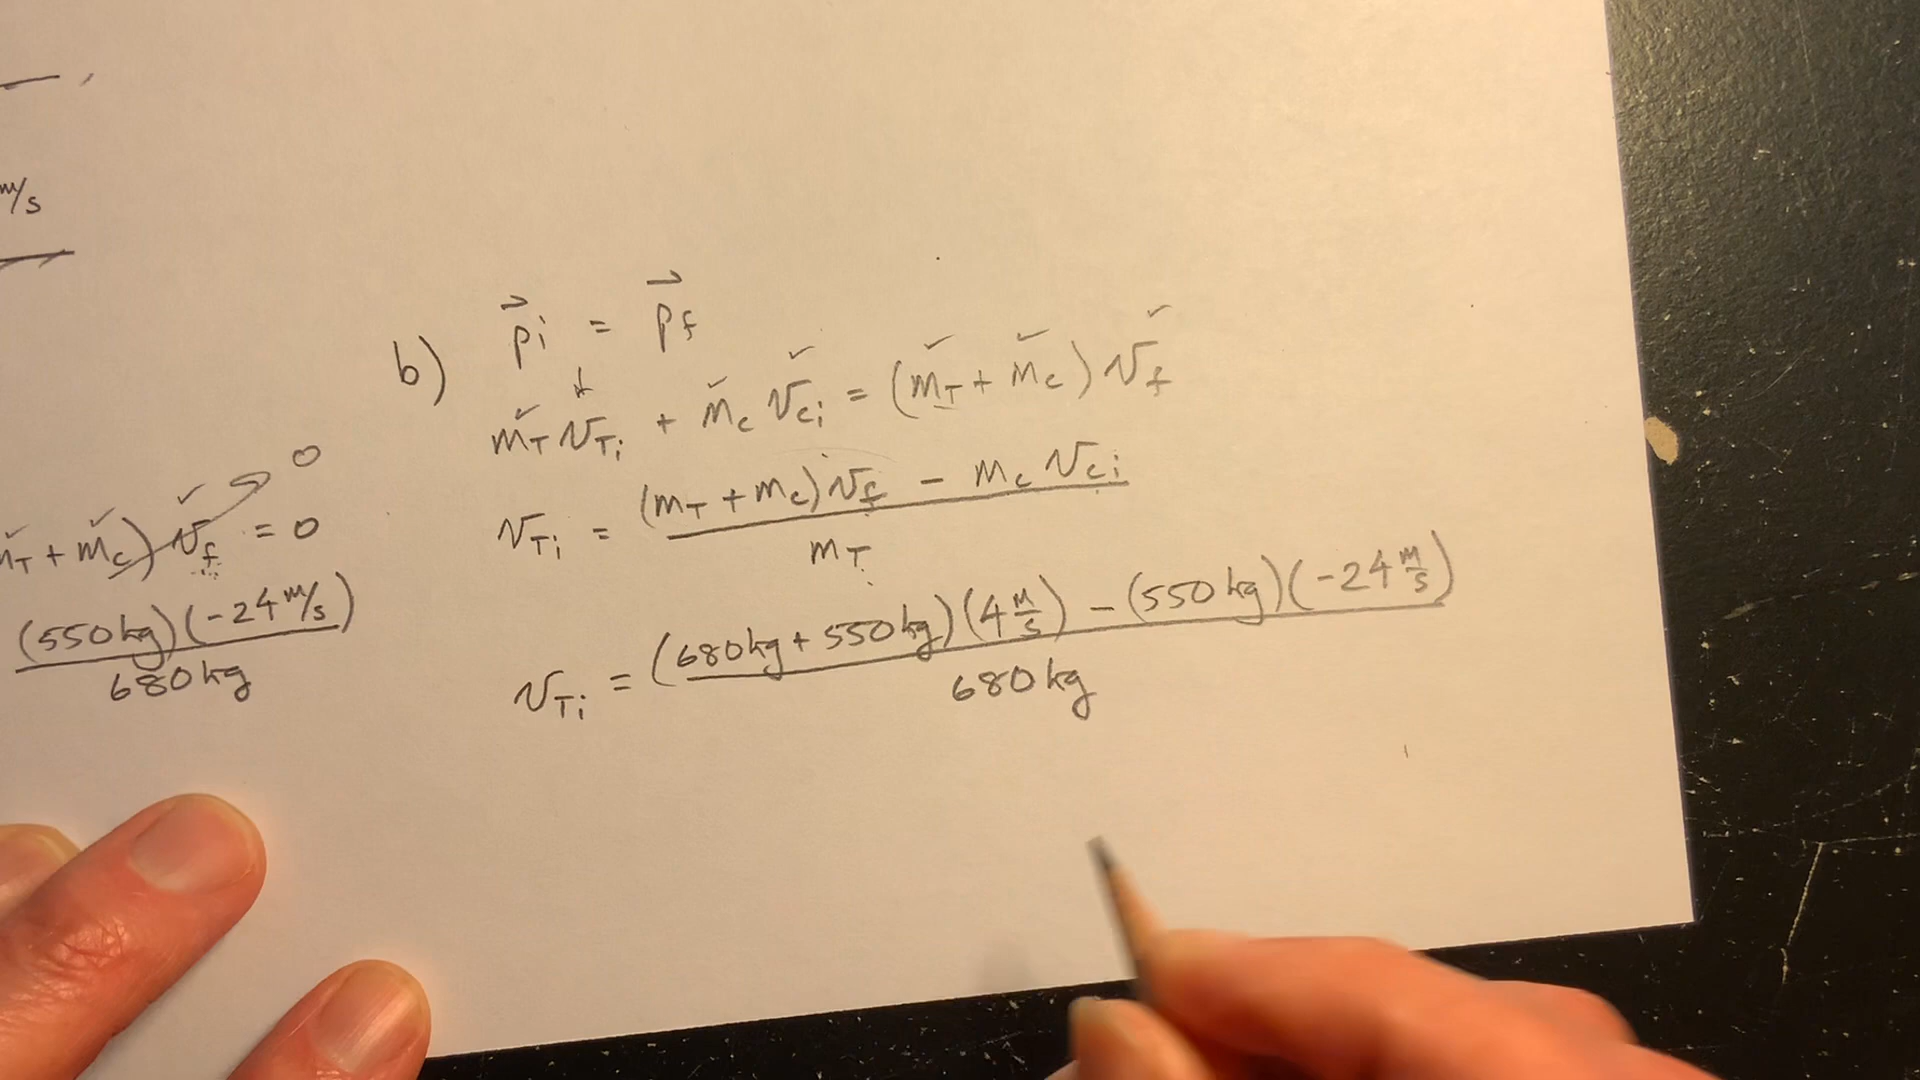 m/s
b) p⃗i = p⃗f
mT vTi + mc vci = (mT + mc) vf
vTi = (mT + mc) vf − mc vci
mT
vTi = (680 kg + 550 kg)(4 m/s) − (550 kg)(−24 m/s)
680 kg
0
mT + mc) vf = 0
(550 kg)(−24 m/s)
680 kg